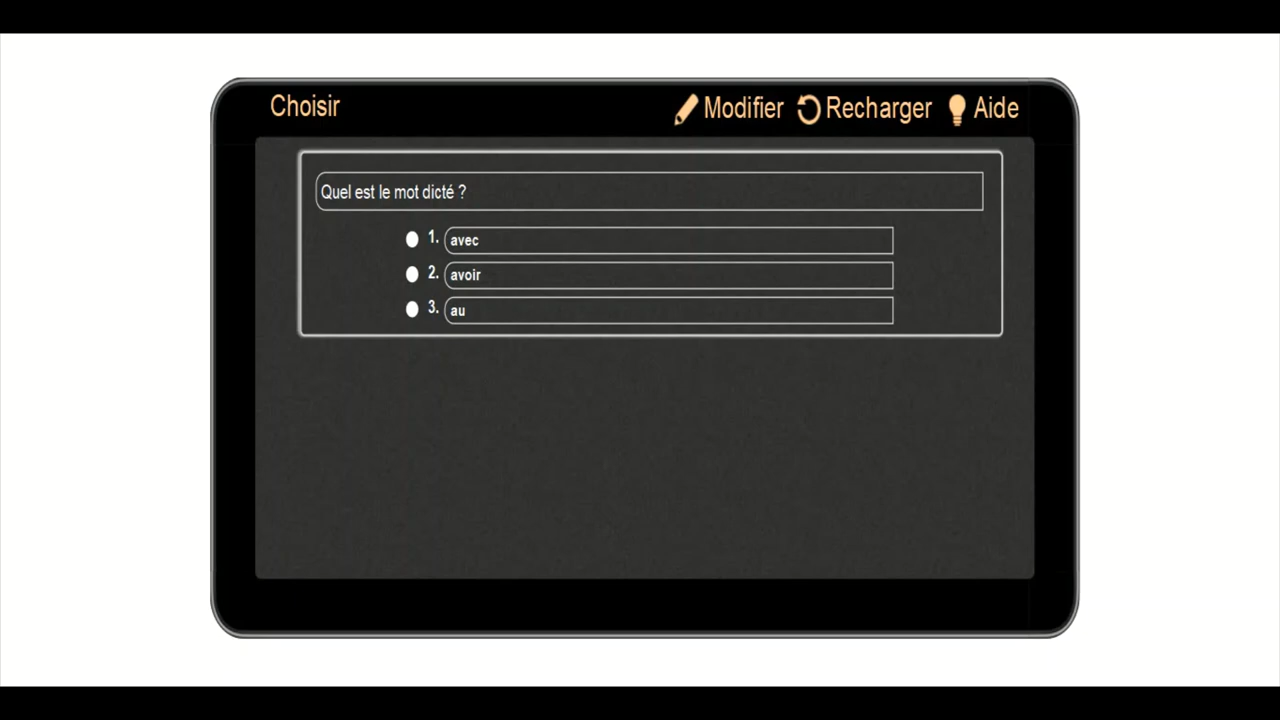 Choisir
Modifier Recharger Aide
Quel est le mot dicté ?
1. avec
2. avoir
3. au